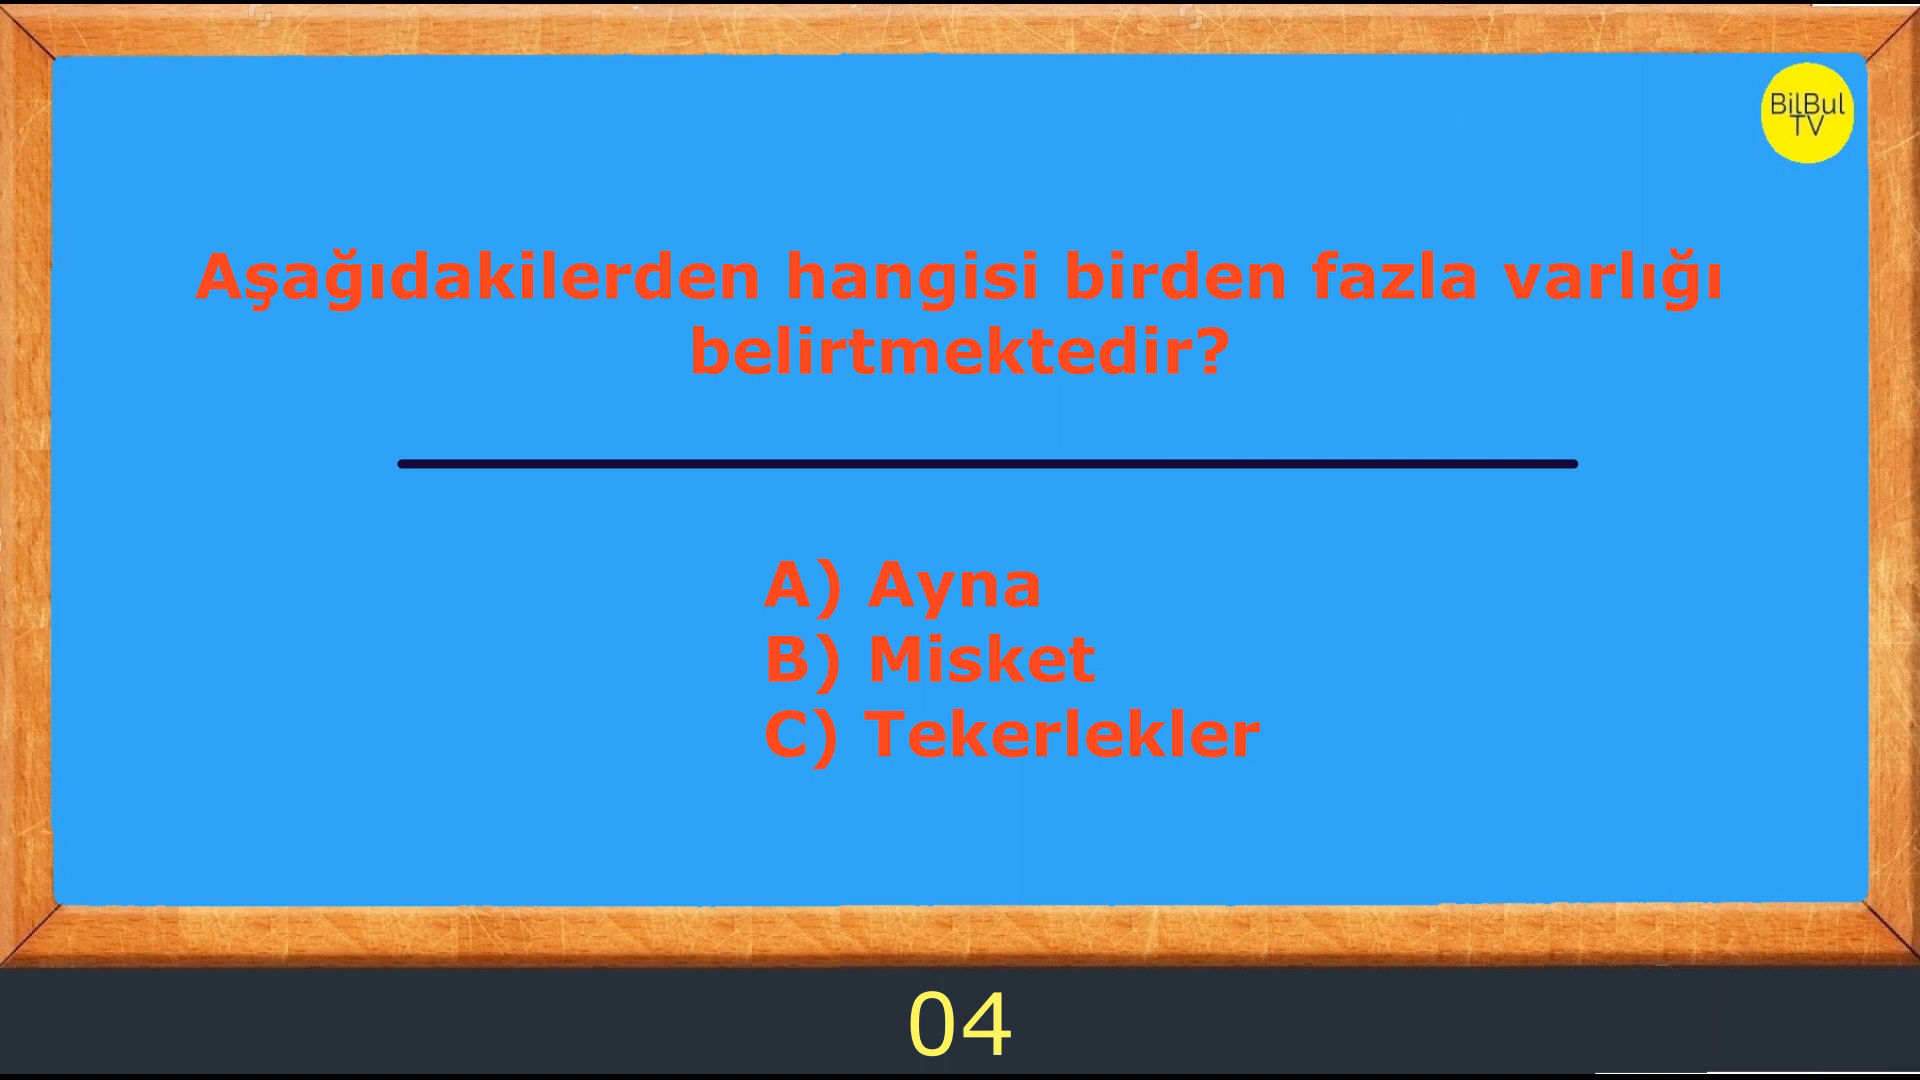 BilBul
TV
Aşağıdakilerden hangisi birden fazla varlığı
belirtmektedir?
A) Ayna
B) Misket
C) Tekerlekler
04